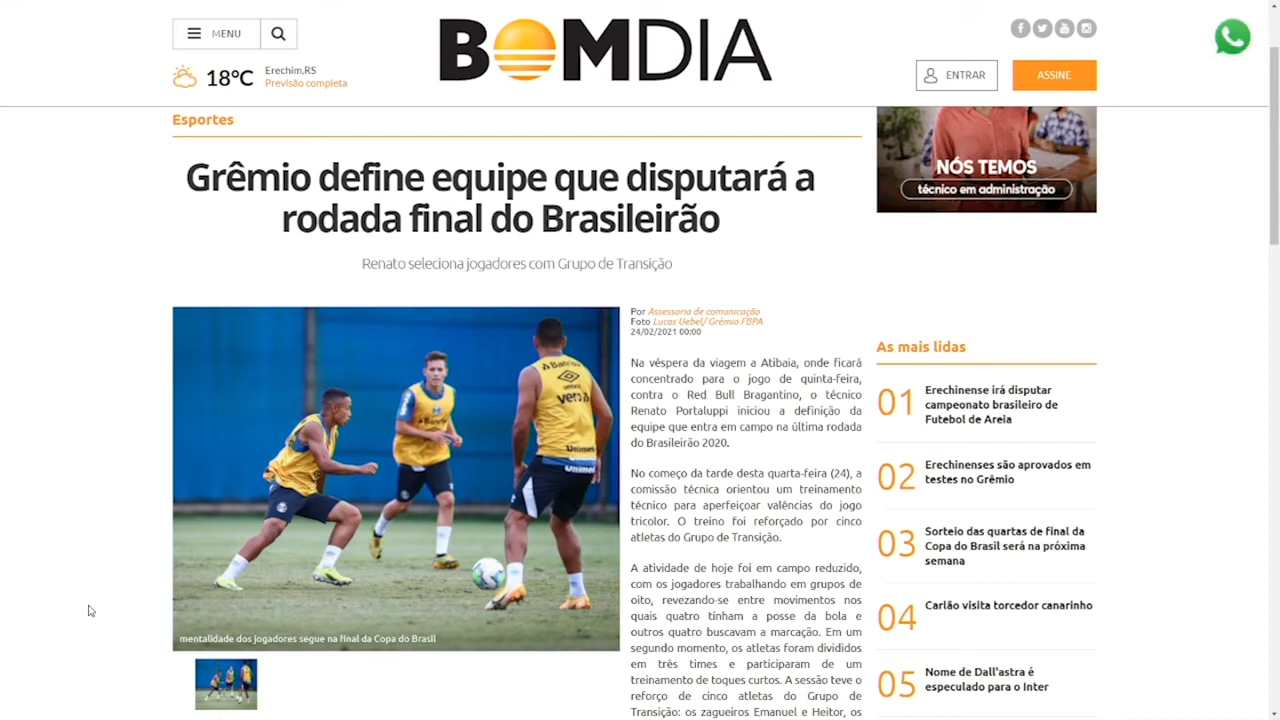 MENU
BOMDIA
18°C
Erechim,RS
Previsão completa
ENTRAR
ASSINE
Esportes
Grêmio define equipe que disputará a
rodada final do Brasileirão
Renato seleciona jogadores com Grupo de Transição
Por Assessoria de comunicação
Foto Lucas Uebel/ Grêmio FBPA
24/02/2021 00:00
Na véspera da viagem a Atibaia, onde ficará
concentrado para o jogo de quinta-feira,
contra o Red Bull Bragantino, o técnico
Renato Portaluppi iniciou a definição da
equipe que entra em campo na última rodada
do Brasileirão 2020.
No começo da tarde desta quarta-feira (24), a
comissão técnica orientou um treinamento
técnico para aperfeiçoar valências do jogo
tricolor. O treino foi reforçado por cinco
atletas do Grupo de Transição.
A atividade de hoje foi em campo reduzido,
com os jogadores trabalhando em grupos de
oito, revezando-se entre movimentos nos
quais quatro tinham a posse da bola e
outros quatro buscavam a marcação. Em um
segundo momento, os atletas foram divididos
em três times e participaram de um
treinamento de toques curtos. A sessão teve o
reforço de cinco atletas do Grupo de
Transição: os zagueiros Emanuel e Heitor, os
mentalidade dos jogadores segue na final da Copa do Brasil
Unimed
NÓS TEMOS
técnico em administração
As mais lidas
01 Erechinense irá disputar
campeonato brasileiro de
Futebol de Areia
02 Erechinenses são aprovados em
testes no Grêmio
03 Sorteio das quartas de final da
Copa do Brasil será na próxima
semana
04 Carlão visita torcedor canarinho
05 Nome de Dall'astra é
especulado para o Inter